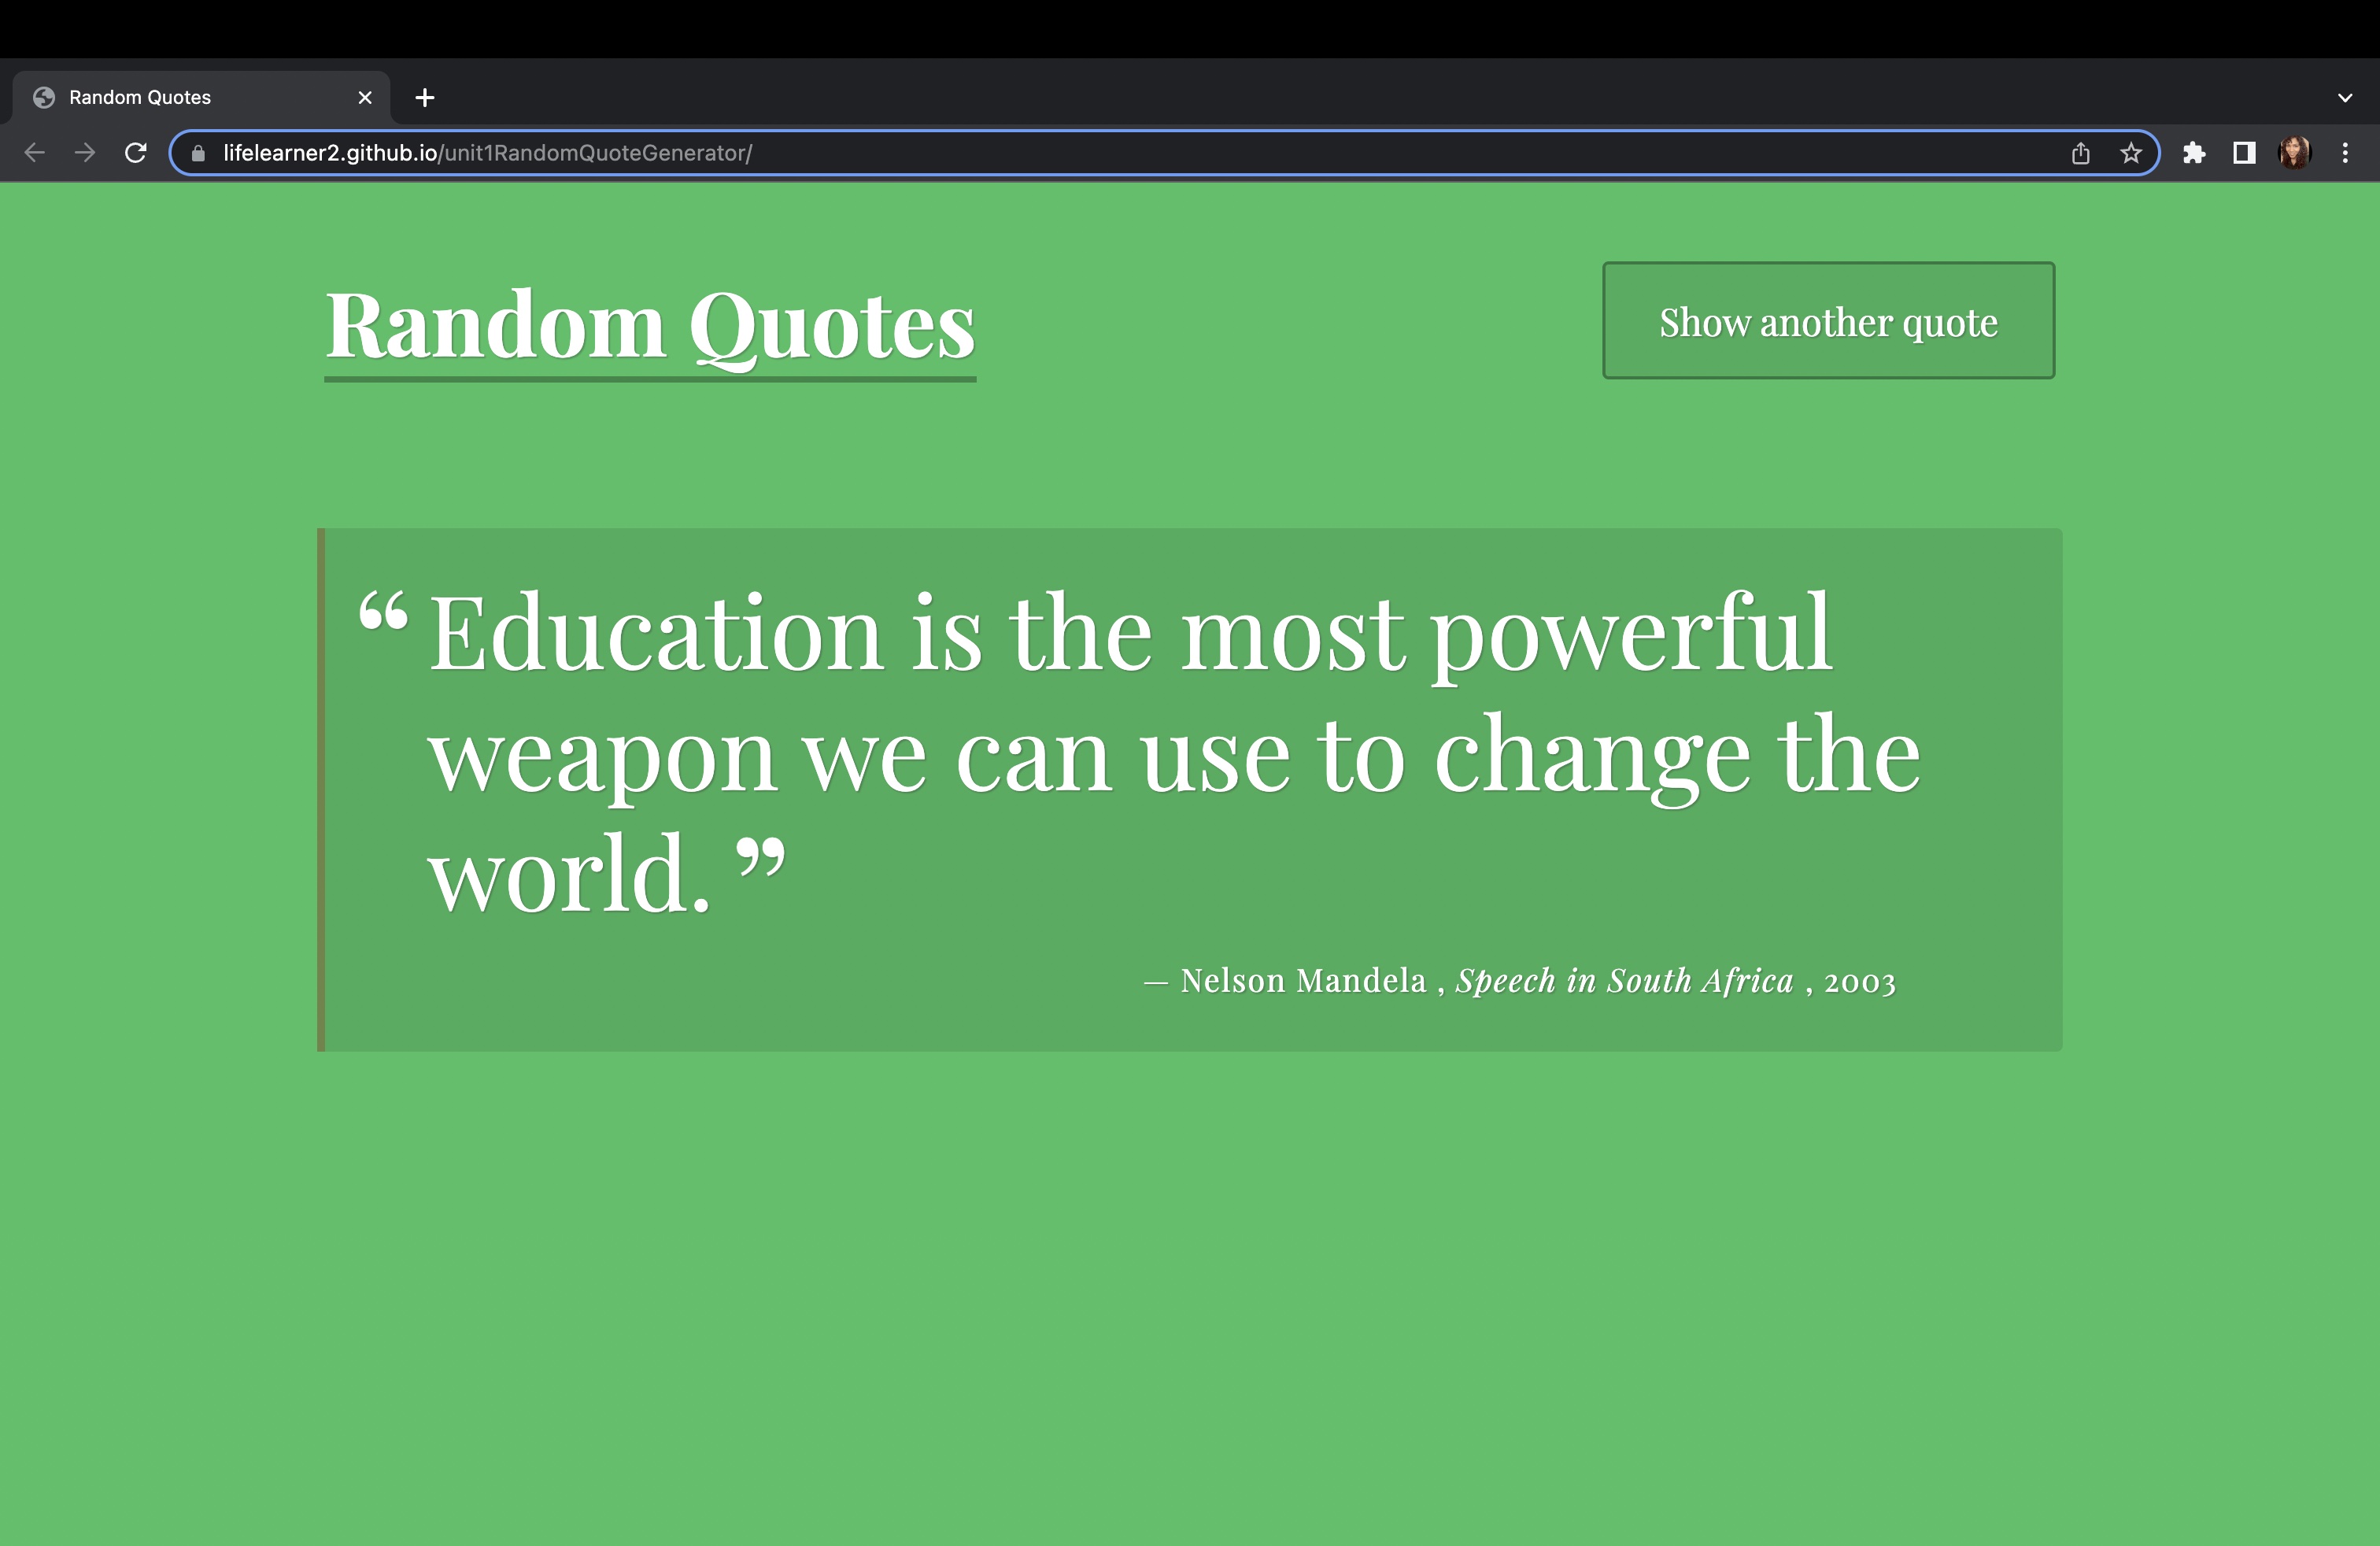 Random Quotes
lifelearner2.github.io/unit1RandomQuoteGenerator/
Random Quotes
Show another quote
“ Education is the most powerful
weapon we can use to change the
world. ”
— Nelson Mandela , Speech in South Africa , 2003